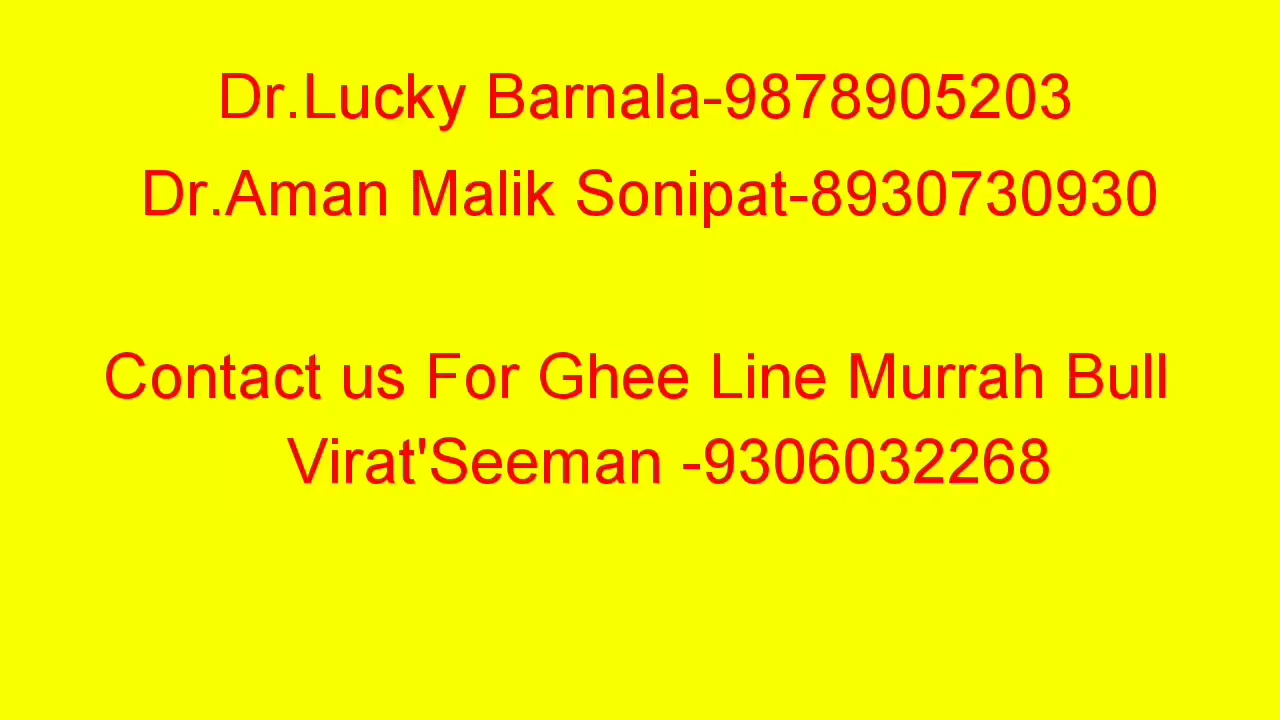 Dr.Lucky Barnala-9878905203
Dr.Aman Malik Sonipat-8930730930
Contact us For Ghee Line Murrah Bull
Virat'Seeman -9306032268